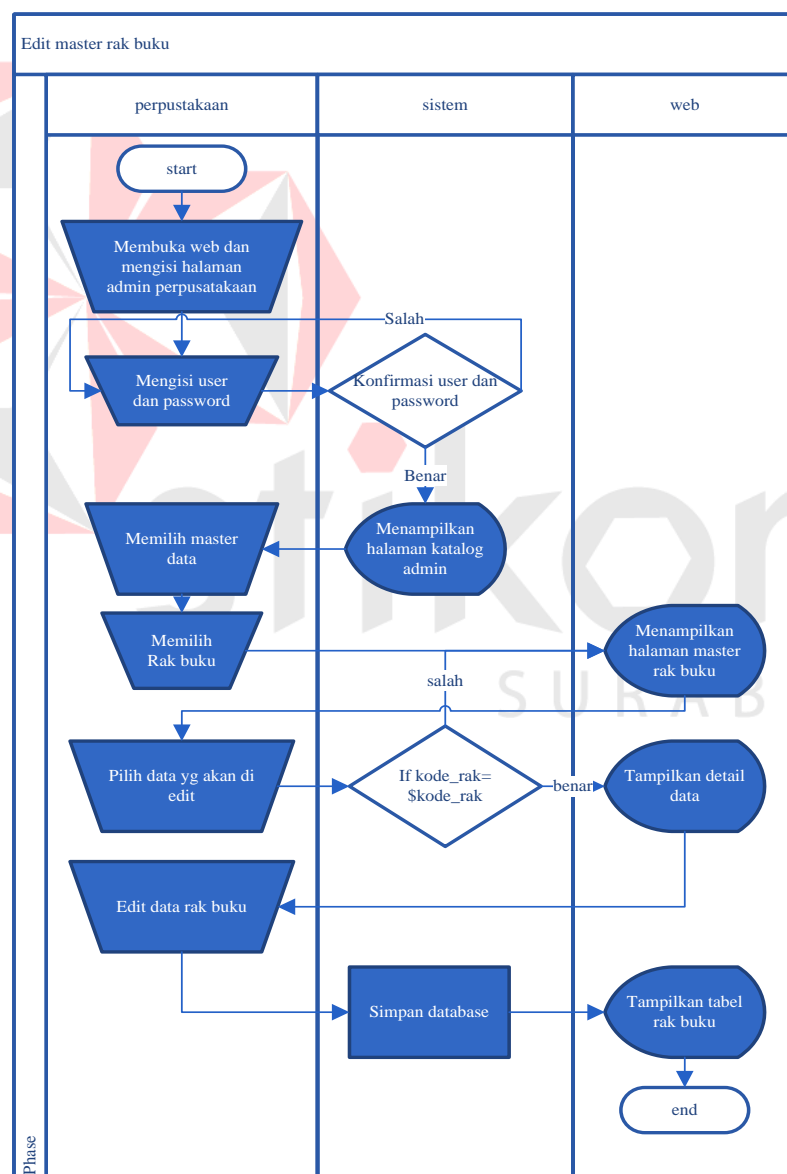 Edit master rak buku
perpustakaan
sistem
web
start
Membuka web dan
mengisi halaman
admin perpusatakaan
Salah
Mengisi user
dan password
Konfirmasi user dan
password
Benar
Memilih master
data
Menampilkan
halaman katalog
admin
Memilih
Rak buku
Menampilkan
halaman master
rak buku
salah
Pilih data yg akan di
edit
If kode_rak=
$kode_rak
benar
Tampilkan detail
data
Edit data rak buku
Simpan database
Tampilkan tabel
rak buku
end
Phase
stikor
SURAB